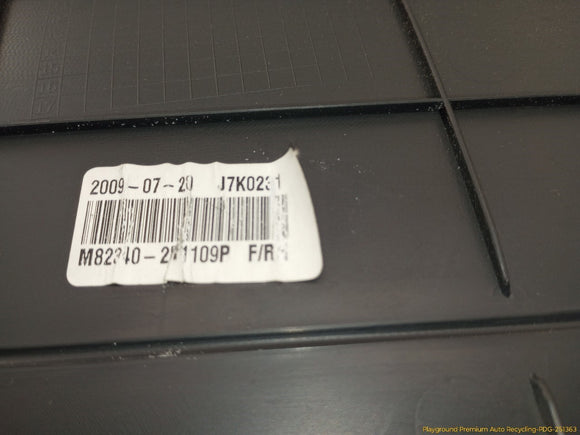 2009-07-20 J7K0231
F/R
Playground Premium Auto Recycling-PDG-251363